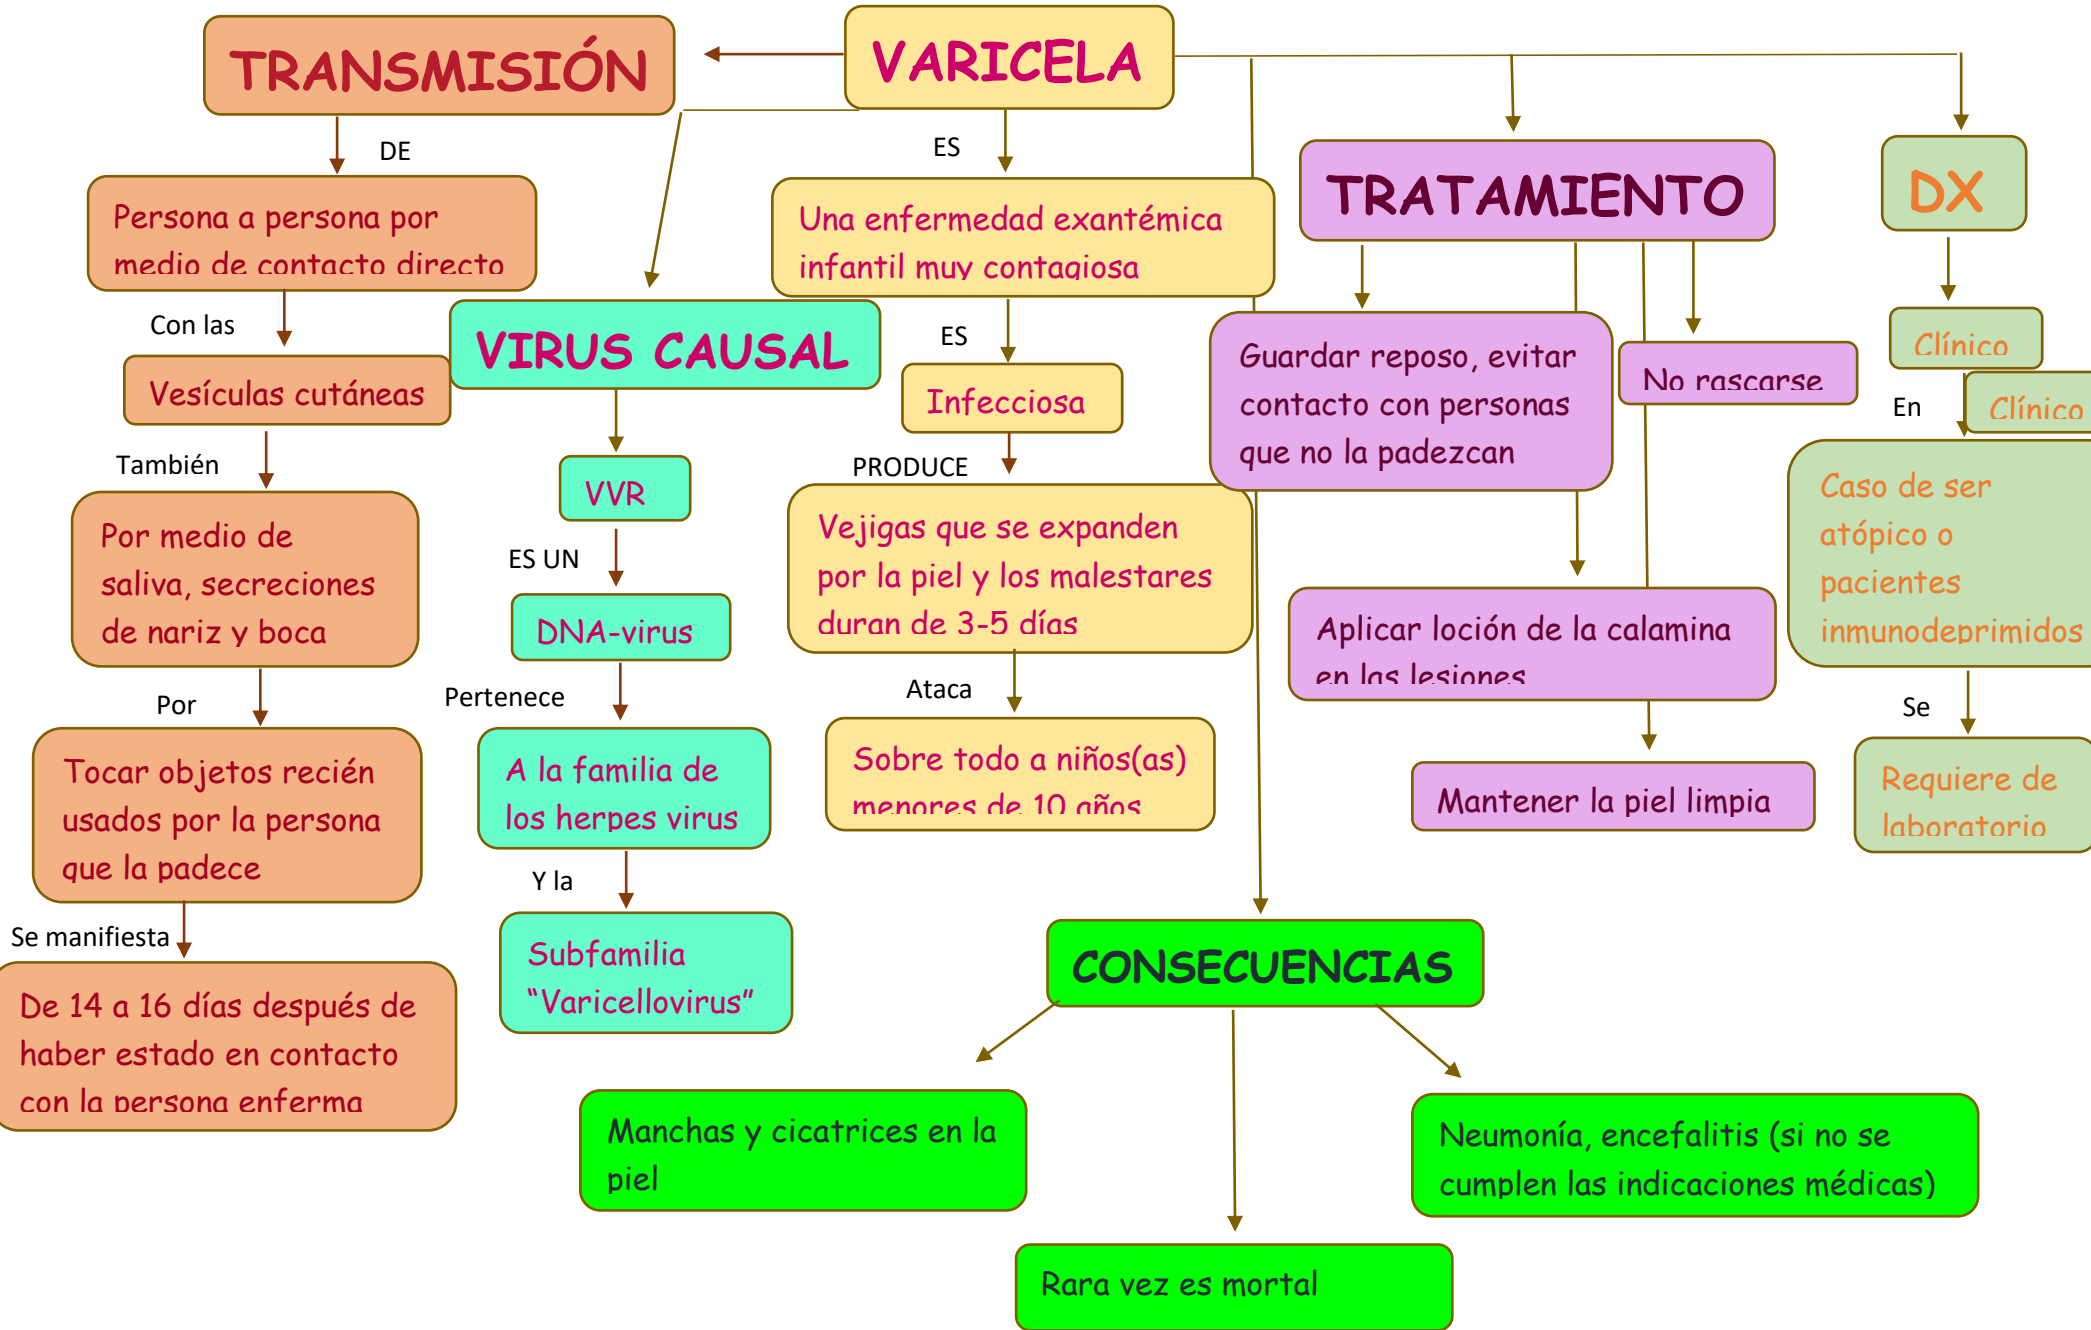 VARICELA
TRANSMISIÓN
DE
Persona a persona por
medio de contacto directo
Con las
Vesículas cutáneas
También
Por medio de
saliva, secreciones
de nariz y boca
Por
Tocar objetos recién
usados por la persona
que la padece
Se manifiesta
De 14 a 16 días después de
haber estado en contacto
con la persona enferma
VIRUS CAUSAL
VVR
ES UN
DNA-virus
Pertenece
A la familia de
los herpes virus
Y la
Subfamilia
“Varicellovirus”
ES
Una enfermedad exantémica
infantil muy contagiosa
ES
Infecciosa
PRODUCE
Vejigas que se expanden
por la piel y los malestares
duran de 3-5 días
Ataca
Sobre todo a niños(as)
menores de 10 años
TRATAMIENTO
Guardar reposo, evitar
contacto con personas
que no la padezcan
No rascarse
Aplicar loción de la calamina
en las lesiones
Mantener la piel limpia
DX
Clínico
Clínico
En
Caso de ser
atópico o
pacientes
inmunodeprimidos
Se
Requiere de
laboratorio
CONSECUENCIAS
Manchas y cicatrices en la
piel
Rara vez es mortal
Neumonía, encefalitis (si no se
cumplen las indicaciones médicas)